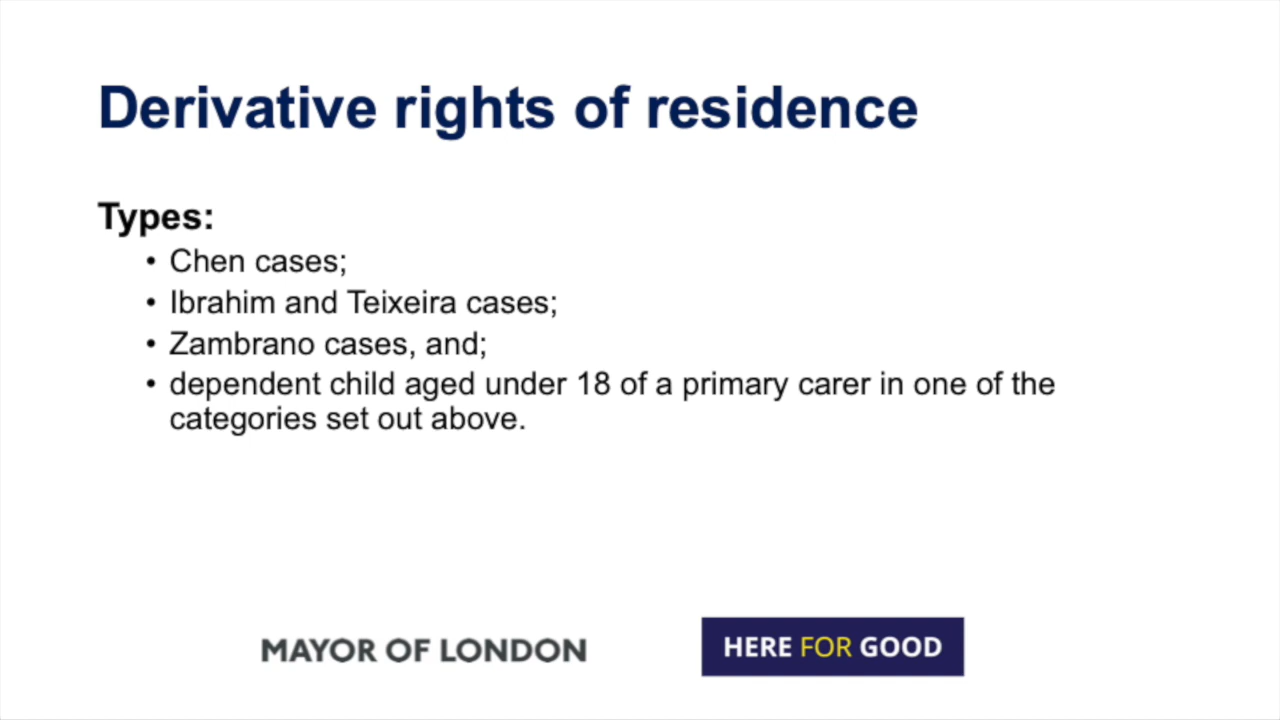 Derivative rights of residence
Types:
• Chen cases;
• Ibrahim and Teixeira cases;
• Zambrano cases, and;
• dependent child aged under 18 of a primary carer in one of the
categories set out above.
MAYOR OF LONDON
HERE FOR GOOD